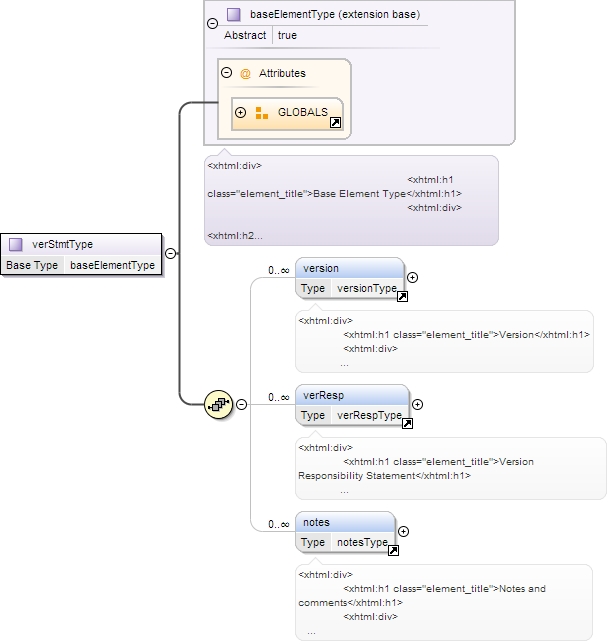 baseElementType (extension base)
Abstract true
@ Attributes
GLOBALS
<xhtml:div>
<xhtml:h1
class="element_title">Base Element Type</xhtml:h1>
<xhtml:div>
<xhtml:h2...
verStmtType
Base Type baseElementType
0..∞ version
Type versionType
<xhtml:div>
<xhtml:h1 class="element_title">Version</xhtml:h1>
<xhtml:div>
...
0..∞ verResp
Type verRespType
<xhtml:div>
<xhtml:h1 class="element_title">Version
Responsibility Statement</xhtml:h1>
...
0..∞ notes
Type notesType
<xhtml:div>
<xhtml:h1 class="element_title">Notes and
comments</xhtml:h1>
<xhtml:div>
...